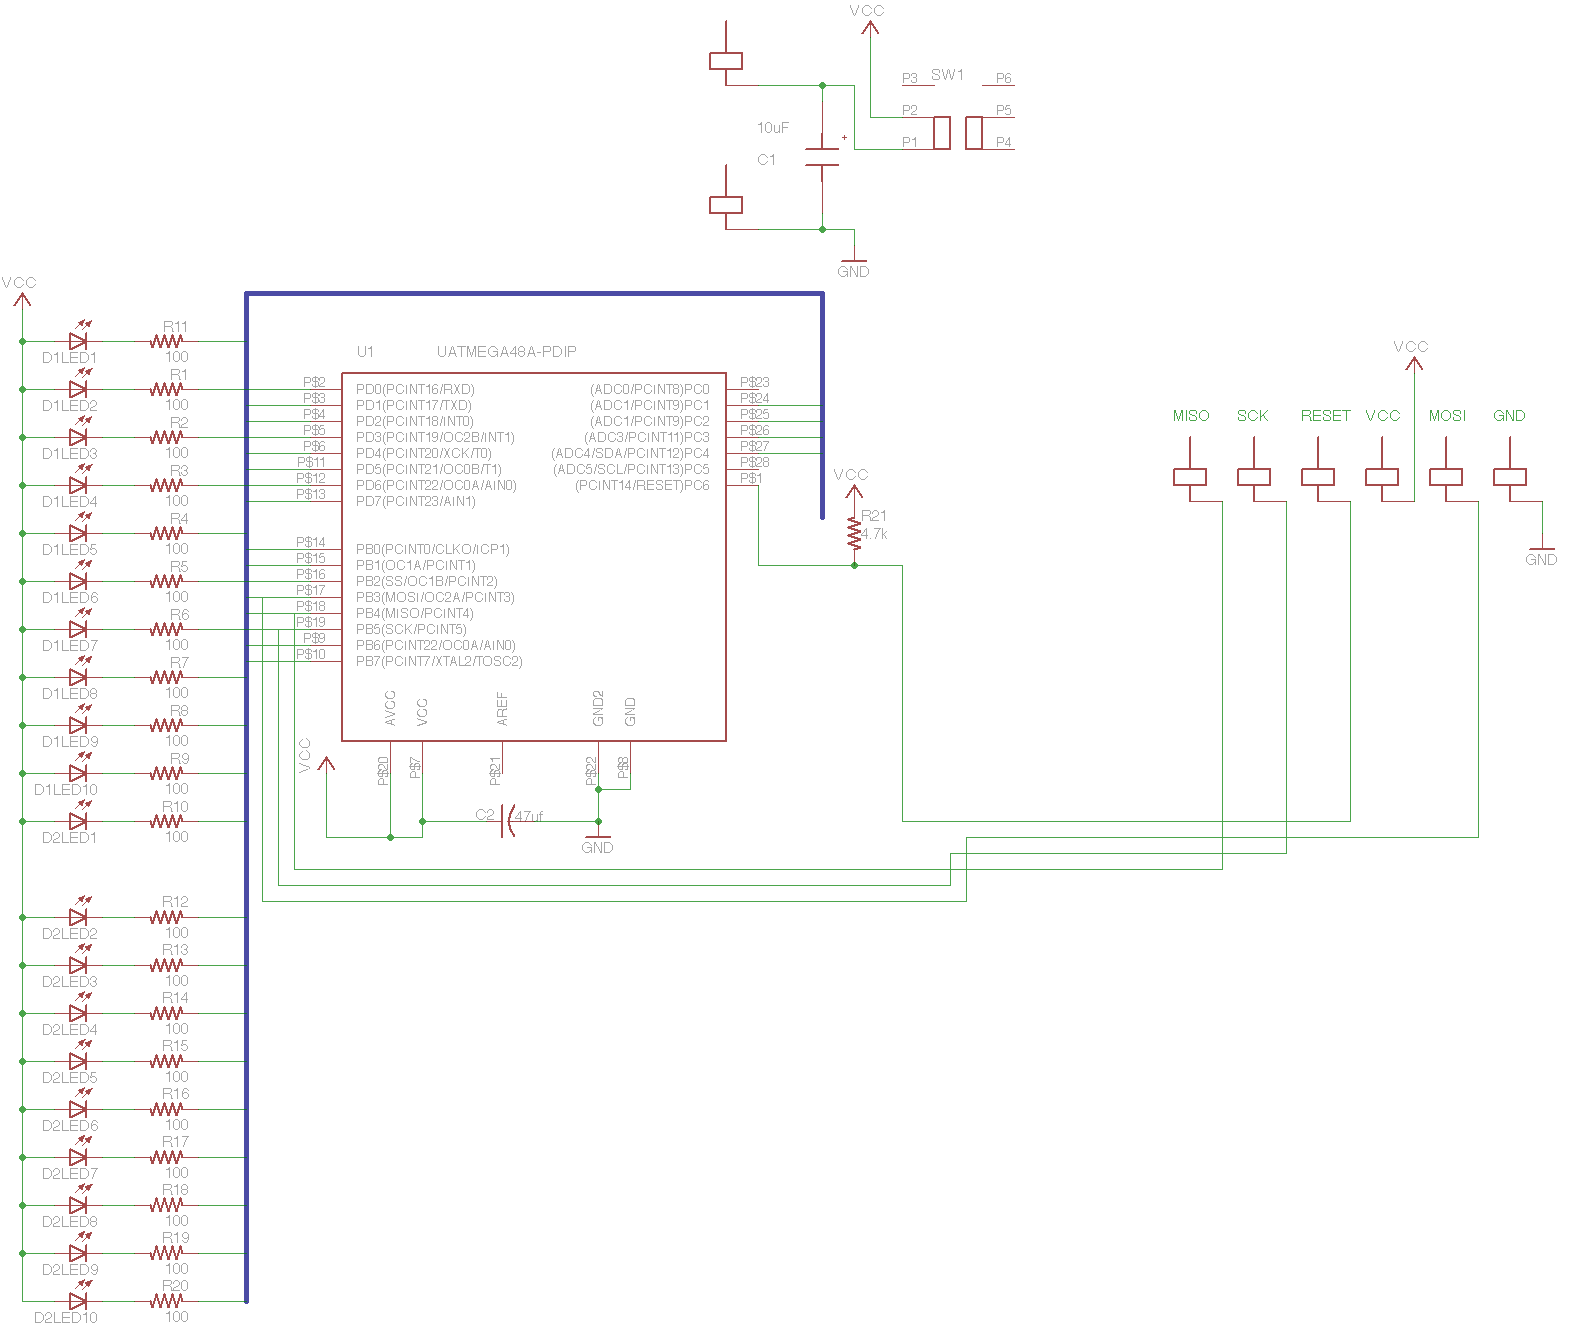 VCC
P3
SW1
P6
P2
P5
10uF
+
P1
P4
C1
GND
VCC
R11
D1LED1
100
R1
D1LED2
100
R2
D1LED3
100
R3
D1LED4
100
R4
D1LED5
100
R5
D1LED6
100
R6
D1LED7
100
R7
D1LED8
100
R8
D1LED9
100
R9
D1LED10
100
R10
D2LED1
100
R12
D2LED2
100
R13
D2LED3
100
R14
D2LED4
100
R15
D2LED5
100
R16
D2LED6
100
R17
D2LED7
100
R18
D2LED8
100
R19
D2LED9
100
R20
D2LED10
100
U1
UATMEGA48A-PDIP
P$2 PD0(PCINT16/RXD)
P$3 PD1(PCINT17/TXD)
P$4 PD2(PCINT18/INT0)
P$5 PD3(PCINT19/OC2B/INT1)
P$6 PD4(PCINT20/XCK/T0)
P$11 PD5(PCINT21/OC0B/T1)
P$12 PD6(PCINT22/OC0A/AIN0)
P$13 PD7(PCINT23/AIN1)
P$14 PB0(PCINT0/CLKO/ICP1)
P$15 PB1(OC1A/PCINT1)
P$16 PB2(SS/OC1B/PCINT2)
P$17 PB3(MOSI/OC2A/PCINT3)
P$18 PB4(MISO/PCINT4)
P$19 PB5(SCK/PCINT5)
P$9 PB6(PCINT22/OC0A/AIN0)
P$10 PB7(PCINT7/XTAL2/TOSC2)
(ADC0/PCINT8)PC0 P$23
(ADC1/PCINT9)PC1 P$24
(ADC1/PCINT9)PC2 P$25
(ADC3/PCINT11)PC3 P$26
(ADC4/SDA/PCINT12)PC4 P$27
(ADC5/SCL/PCINT13)PC5 P$28
(PCINT14/RESET)PC6 P$1
AVCC
VCC
AREF
GND2
GND
P$20
P$7
P$21
P$22
P$8
VCC
C2
47uf
GND
VCC
R21
4.7k
VCC
MISO
SCK
RESET
VCC
MOSI
GND
GND